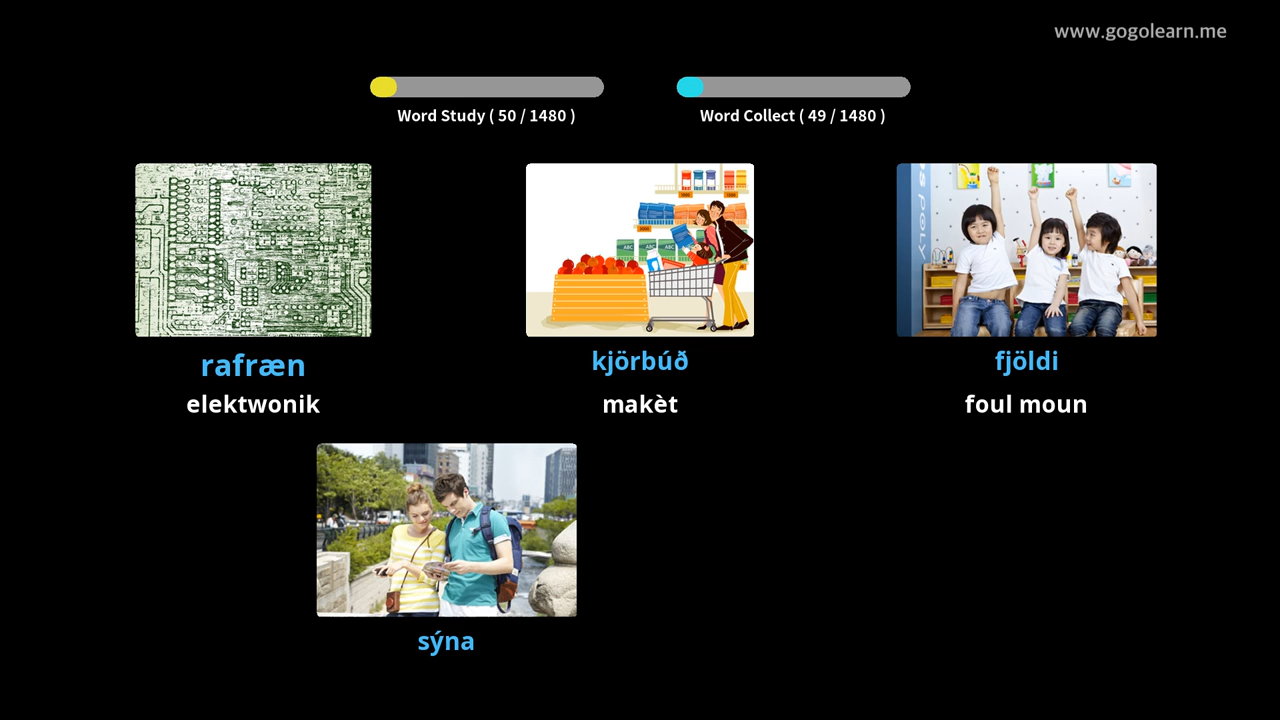 www.gogolearn.me
Word Study ( 50 / 1480 )
Word Collect ( 49 / 1480 )
rafræn
kjörbúð
fjöldi
elektwonik
makèt
foul moun
sýna